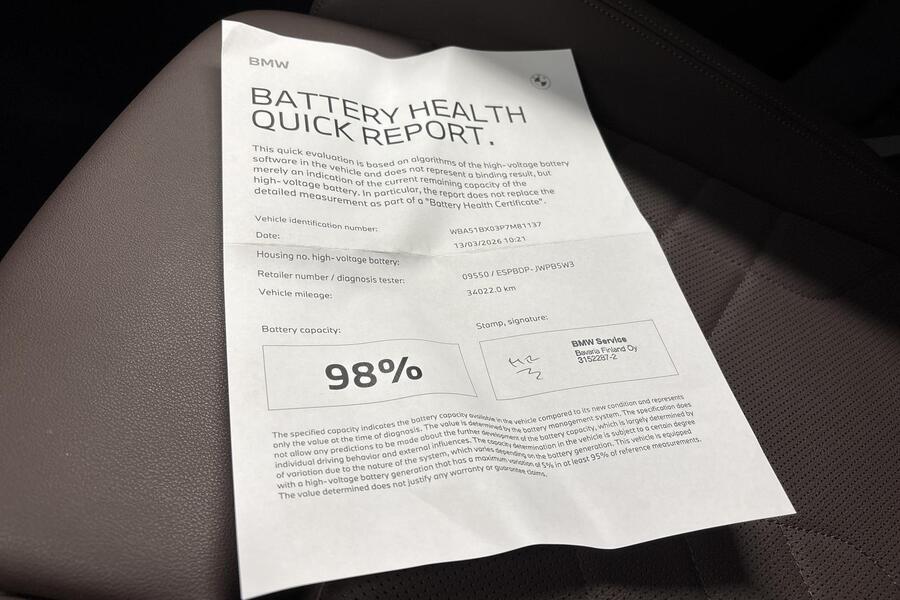 BMW
BATTERY HEALTH
QUICK REPORT.
This quick evaluation is based on algorithms of the high-voltage battery
software in the vehicle and does not represent a binding result, but
merely an indication of the current remaining capacity of the
high-voltage battery. In particular, the report does not replace the
detailed measurement as part of a "Battery Health Certificate".
Vehicle identification number: WBA51BX03P7M81137
Date: 13/03/2026 10:21
Housing no. high-voltage battery:
Retailer number / diagnosis tester: 09550 / ESPBDP-JWPB5W3
Vehicle mileage: 34022.0 km
Battery capacity:
Stamp, signature:
98%
BMW Service
Bavaria Finland Oy
3152287-2
The specified capacity indicates the battery capacity available in the vehicle compared to its new condition and represents
only the value at the time of diagnosis. The value is determined by the battery management system. The specification does
not allow any predictions to be made about the further development of the battery capacity, which is largely determined by
individual driving behavior and external influences. The capacity determination in the vehicle is subject to a certain degree
of variation due to the nature of the system, which varies depending on the battery generation. This vehicle is equipped
with a high-voltage battery generation that has a maximum variation of 5% in at least 95% of reference measurements.
The value determined does not justify any warranty or guarantee claims.